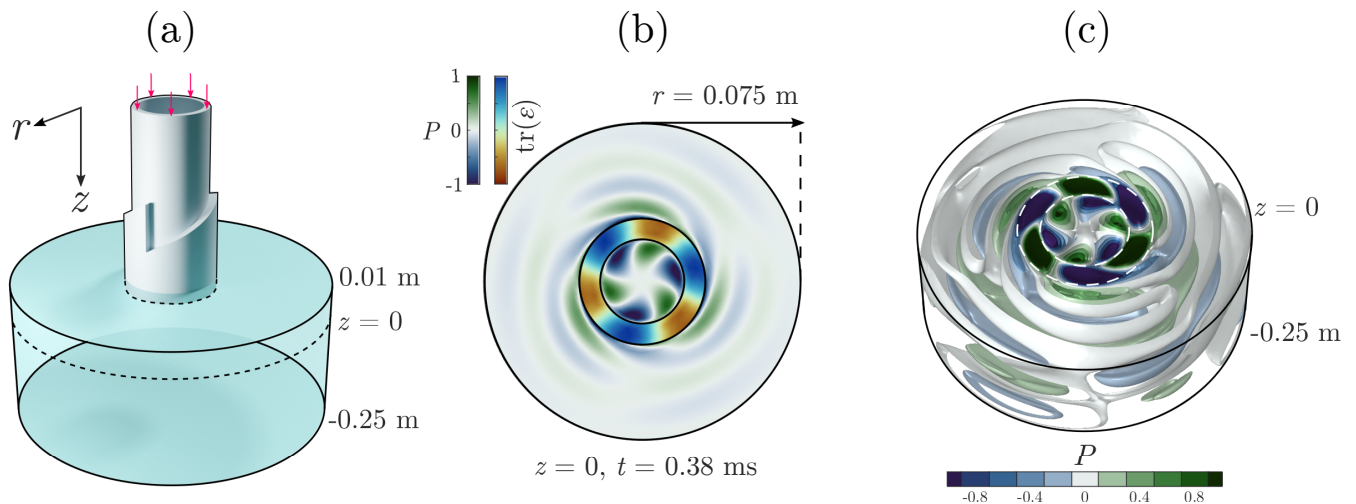 (a)
(b)
(c)
r
z
0.01 m
z = 0
-0.25 m
1
P 0
-1
tr(ε)
r = 0.075 m
z = 0, t = 0.38 ms
z = 0
-0.25 m
P
-0.8 -0.4 0 0.4 0.8